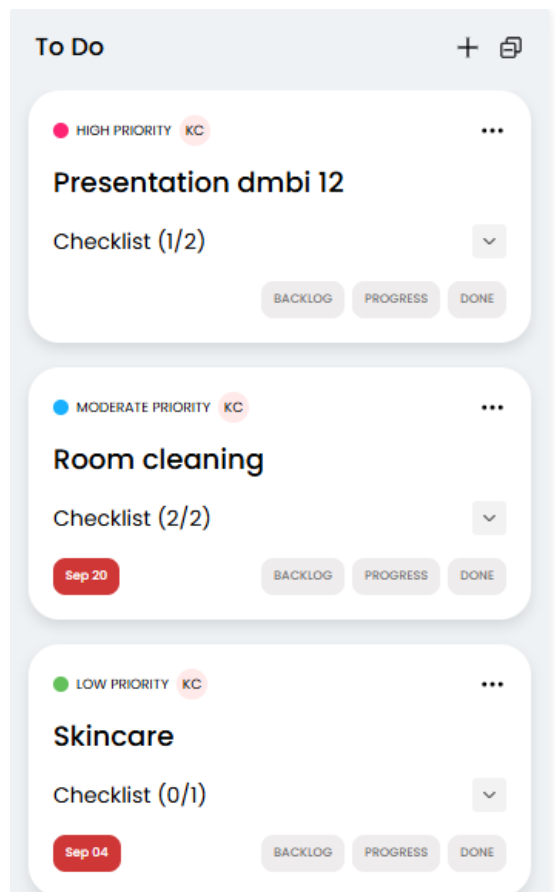 To Do
HIGH PRIORITY KC
Presentation dmbi 12
Checklist (1/2)
BACKLOG PROGRESS DONE
MODERATE PRIORITY KC
Room cleaning
Checklist (2/2)
Sep 20 BACKLOG PROGRESS DONE
LOW PRIORITY KC
Skincare
Checklist (0/1)
Sep 04 BACKLOG PROGRESS DONE